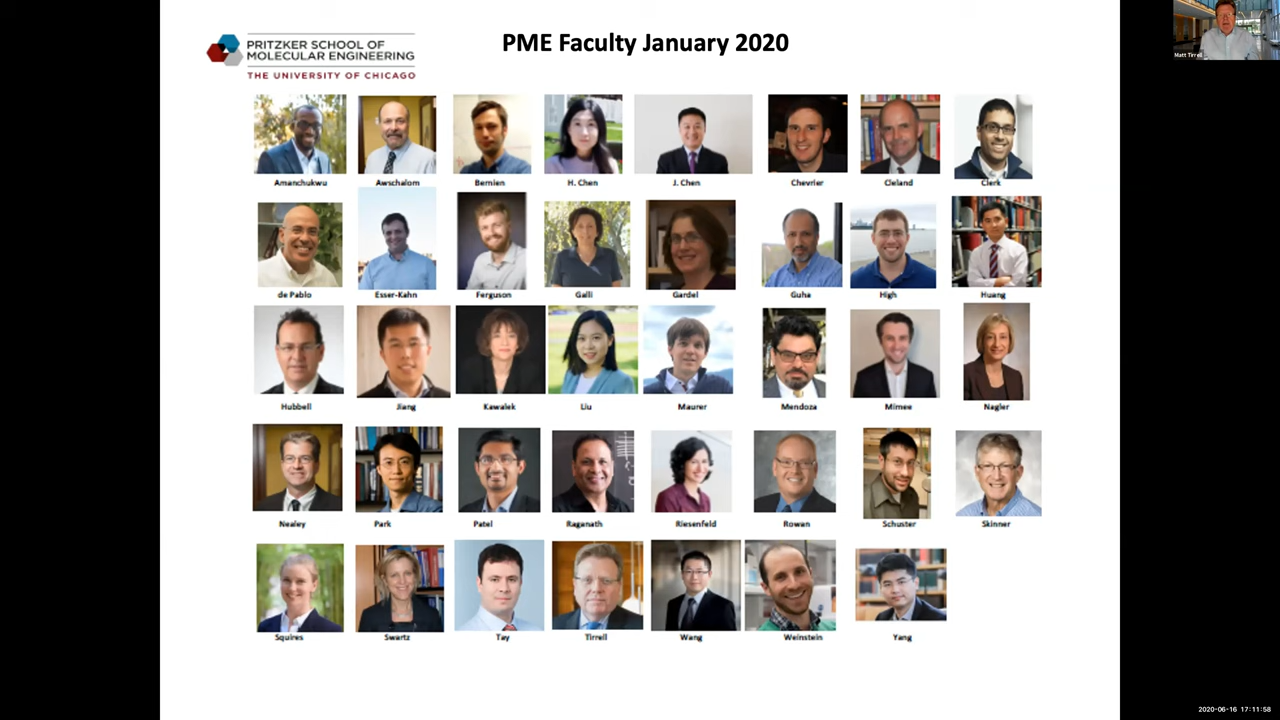 PRITZKER SCHOOL OF
MOLECULAR ENGINEERING
THE UNIVERSITY OF CHICAGO
PME Faculty January 2020
Matt Tirrell
Amanchukwu Awschalom Bernien H. Chen J. Chen Chevrier Cleland Clerk
de Pablo Esser-Kahn Ferguson Galli Gardel Guha High Huang
Hubbell Jiang Kawalek Liu Maurer Mendoza Mimee Nagler
Nealey Park Patel Raganath Riesenfeld Rowan Schuster Skinner
Squires Swartz Tay Tirrell Wang Weinstein Yang
2020-06-16 17:11:58